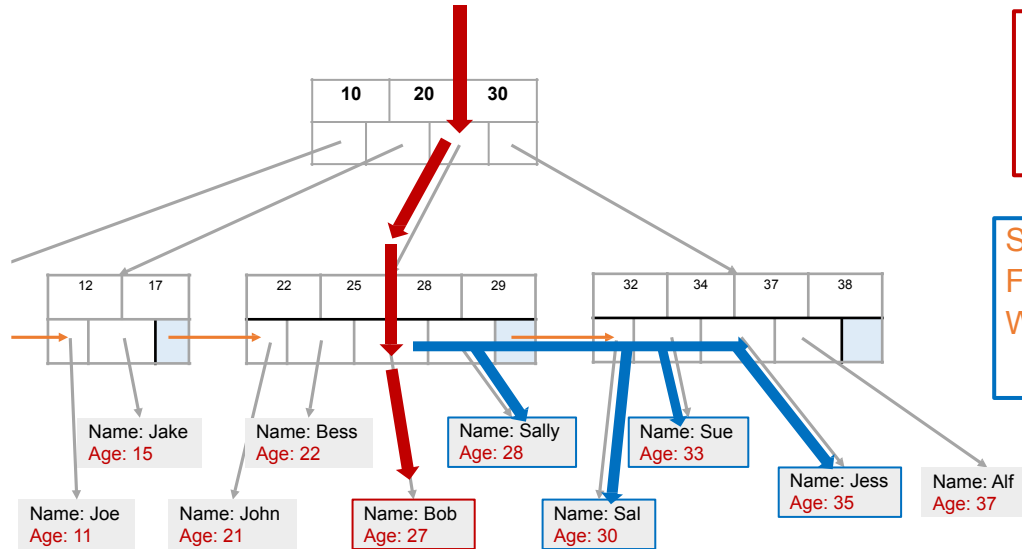 10 20 30
12 17
22 25 28 29
32 34 37 38
S
F
W
Name: Jake
Age: 15
Name: Bess
Age: 22
Name: Sally
Age: 28
Name: Sue
Age: 33
Name: Joe
Age: 11
Name: John
Age: 21
Name: Bob
Age: 27
Name: Sal
Age: 30
Name: Jess
Age: 35
Name: Alf
Age: 37